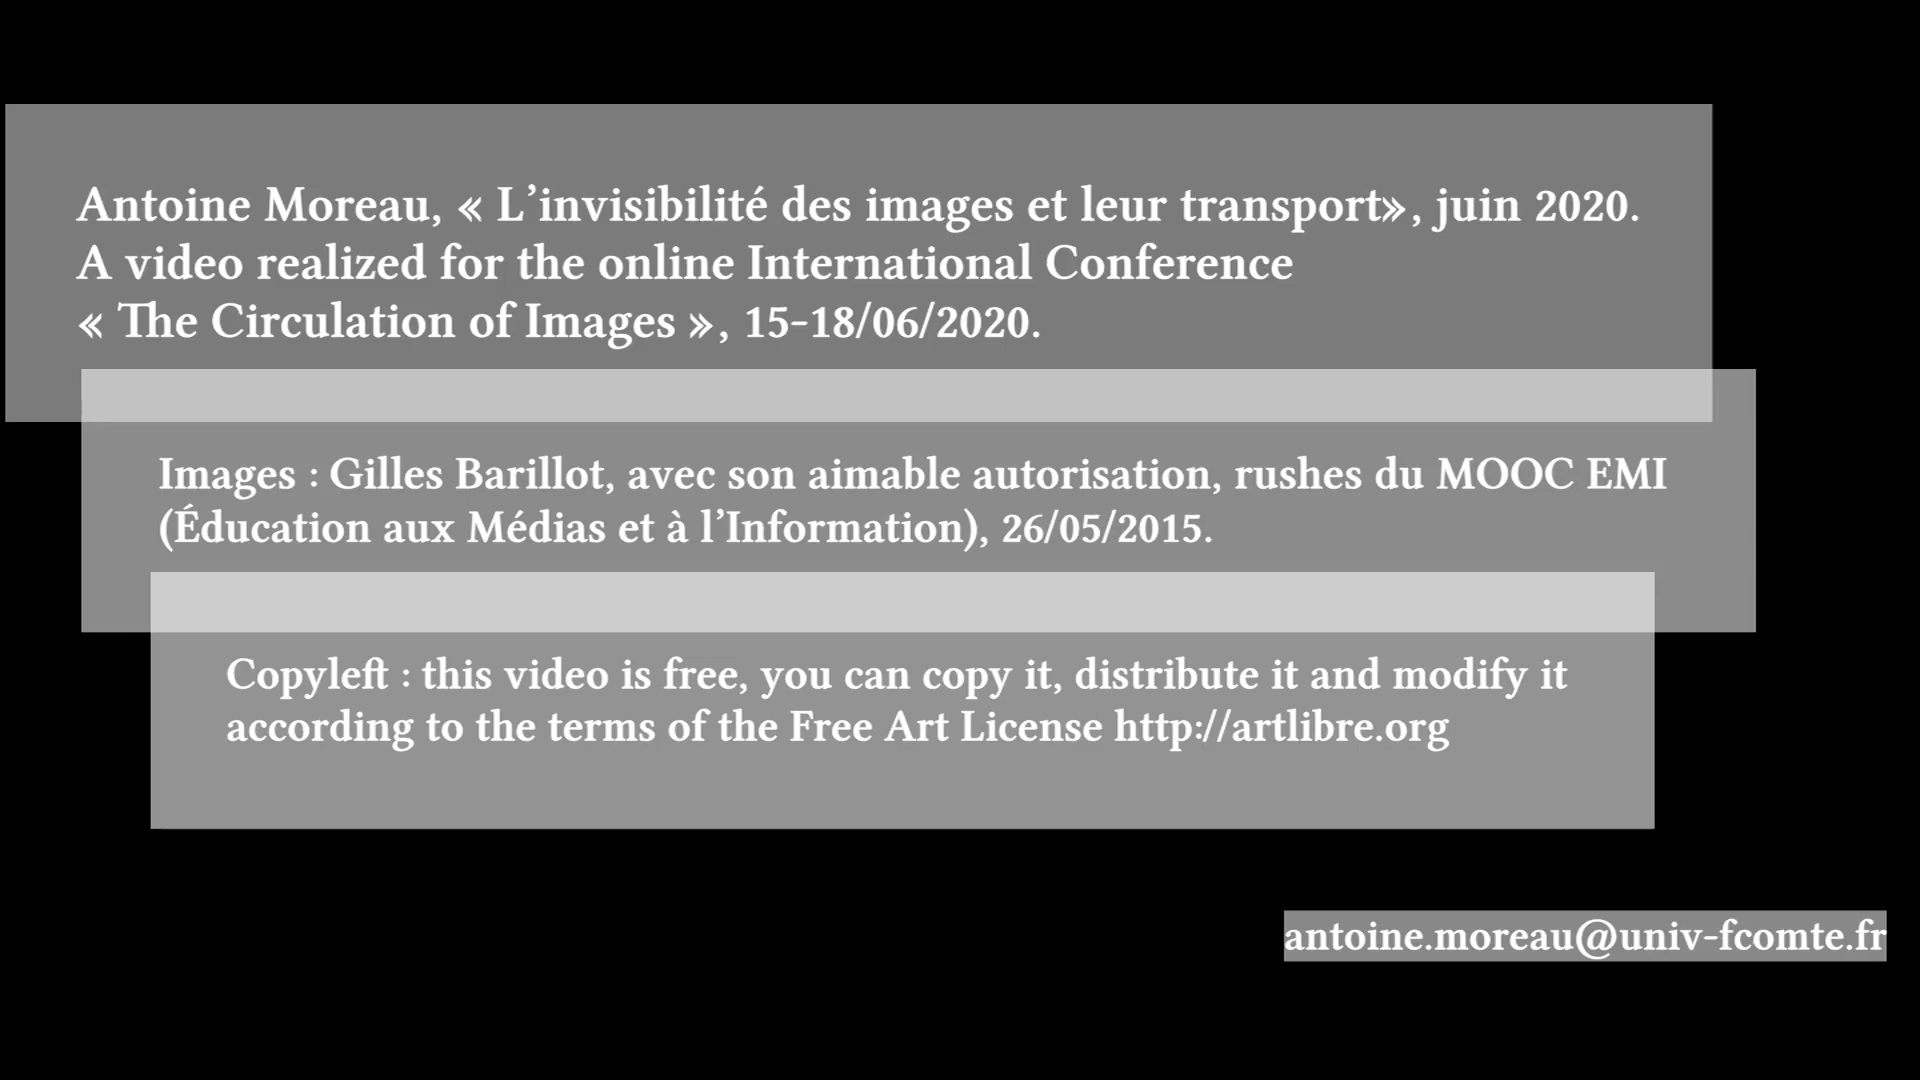 Antoine Moreau, « L’invisibilité des images et leur transport», juin 2020.
A video realized for the online International Conference
« The Circulation of Images », 15-18/06/2020.
Images : Gilles Barillot, avec son aimable autorisation, rushes du MOOC EMI
(Éducation aux Médias et à l’Information), 26/05/2015.
Copyleft : this video is free, you can copy it, distribute it and modify it
according to the terms of the Free Art License http://artlibre.org
antoine.moreau@univ-fcomte.fr